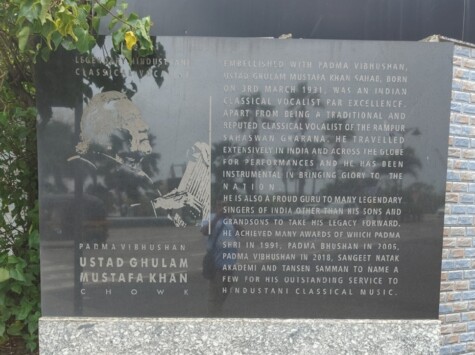 LEGENDARY HINDUSTANI
CLASSICAL VOCALIST
PADMA VIBHUSHAN
USTAD GHULAM
MUSTAFA KHAN
CHOWK
EMBELLISHED WITH PADMA VIBHUSHAN,
USTAD GHULAM MUSTAFA KHAN SAHAB, BORN
ON 3RD MARCH 1931, WAS AN INDIAN
CLASSICAL VOCALIST PAR EXCELLENCE.
APART FROM BEING A TRADITIONAL AND
REPUTED CLASSICAL VOCALIST OF THE RAMPUR
SAHASWAN GHARANA, HE TRAVELLED
EXTENSIVELY IN INDIA AND ACROSS THE GLOBE
FOR PERFORMANCES AND HE HAS BEEN
INSTRUMENTAL IN BRINGING GLORY TO THE
NATION.
HE IS ALSO A PROUD GURU TO MANY LEGENDARY
SINGERS OF INDIA OTHER THAN HIS SONS AND
GRANDSONS TO TAKE HIS LEGACY FORWARD.
HE ACHIEVED MANY AWARDS OF WHICH PADMA
SHRI IN 1991, PADMA BHUSHAN IN 2006,
PADMA VIBHUSHAN IN 2018, SANGEET NATAK
AKADEMI AND TANSEN SAMMAN TO NAME A
FEW FOR HIS OUTSTANDING SERVICE TO
HINDUSTANI CLASSICAL MUSIC.